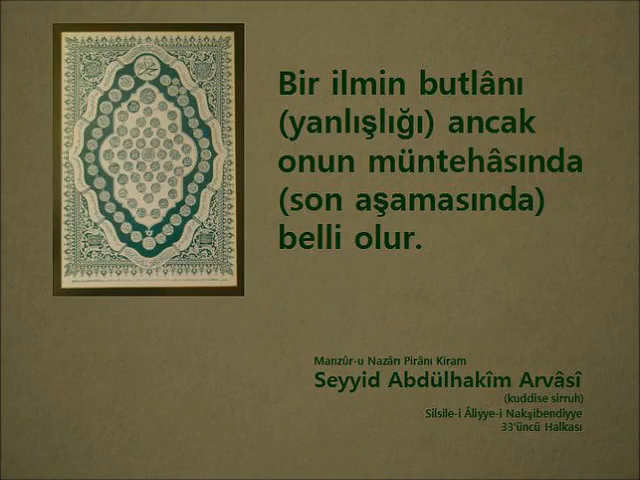 Bir ilmin butlânı
(yanlışlığı) ancak
onun müntehâsında
(son aşamasında)
belli olur.
Manzûr-u Nazârı Pirânı Kiram
Seyyid Abdülhakîm Arvâsî
(kuddise sirruh)
Silsile-i Âliyye-i Nakşibendiyye
33'üncü Halkası